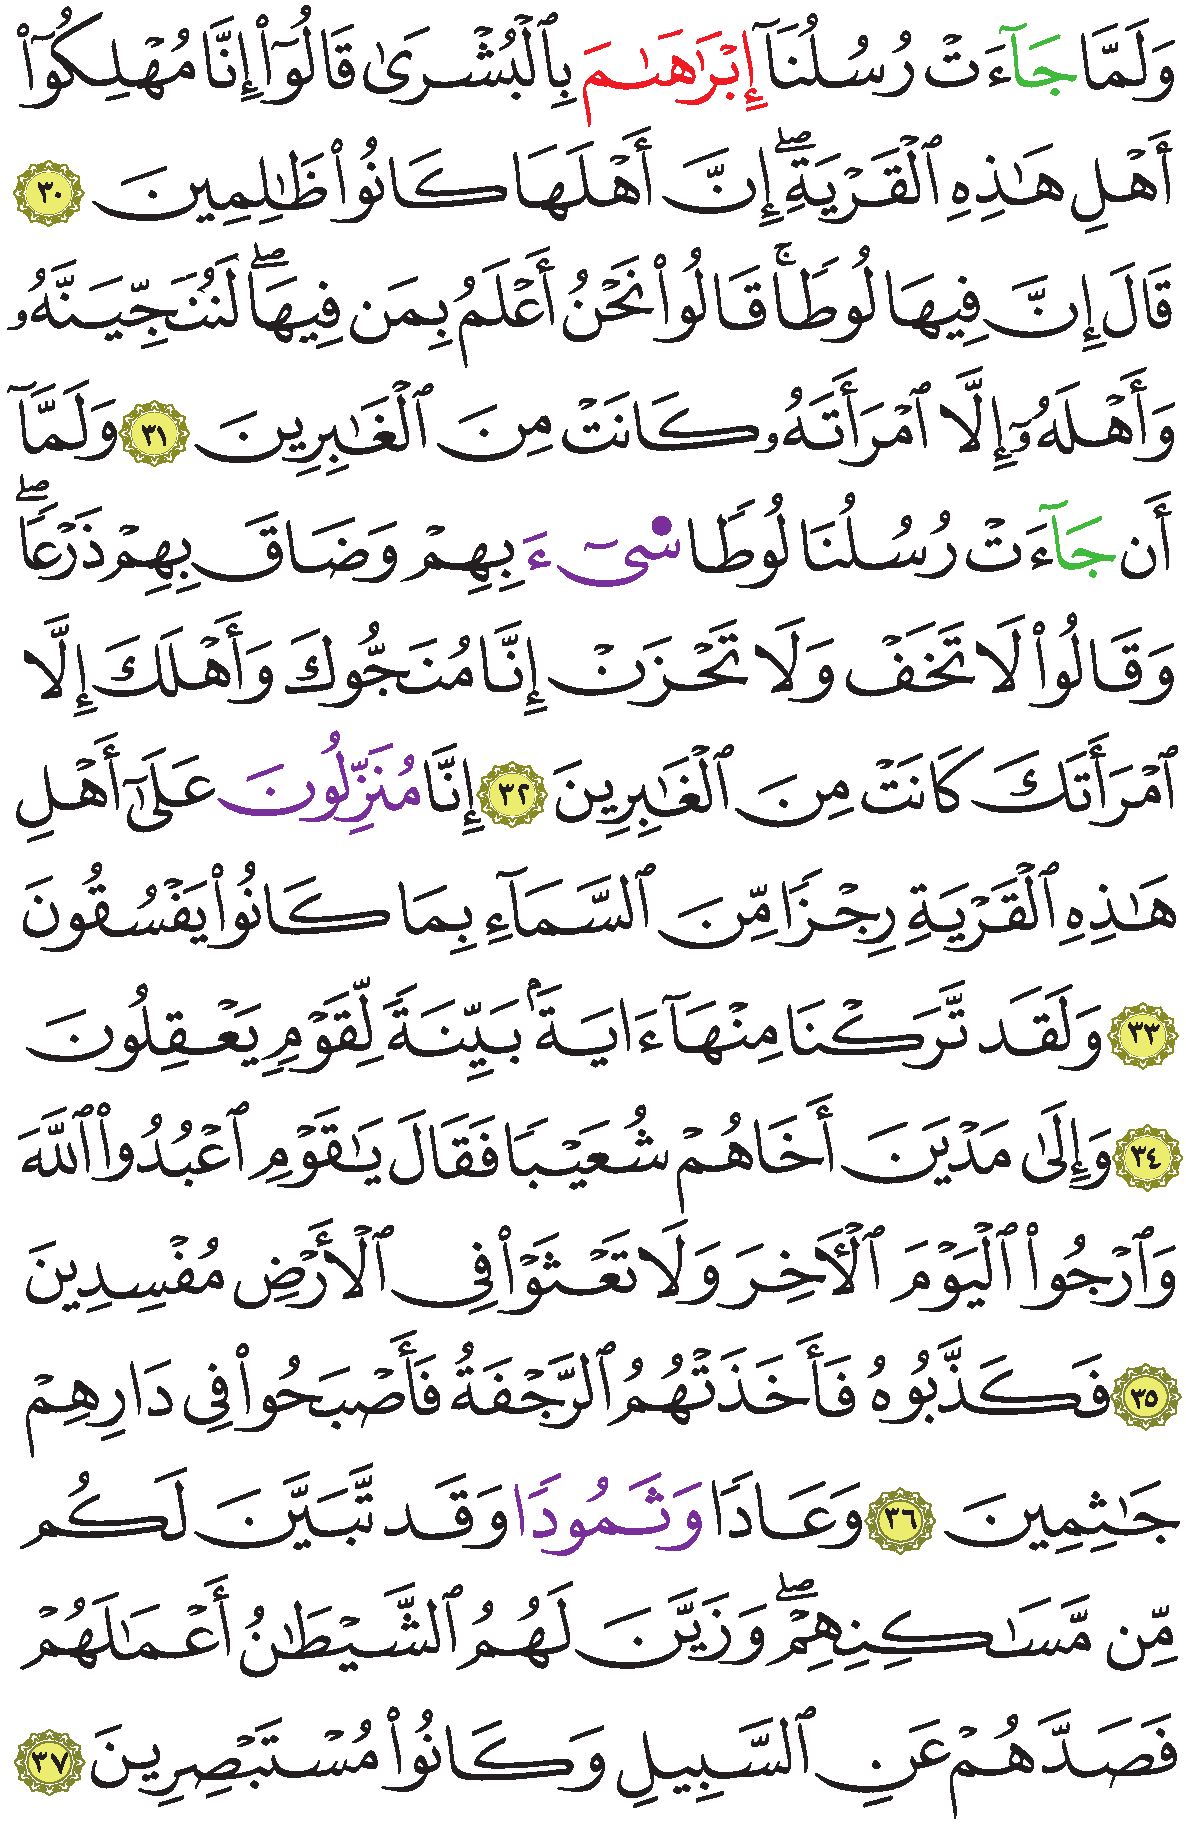 وَلَمَّا جَآءَتْ رُسُلُنَآ إِبْرَٰهَـٰمَ بِٱلْبُشْرَىٰ قَالُوٓا۟ إِنَّا مُهْلِكُوٓا۟
أَهْلِ هَـٰذِهِ ٱلْقَرْيَةِ ۖ إِنَّ أَهْلَهَا كَانُوا۟ ظَـٰلِمِينَ ٣٠
قَالَ إِنَّ فِيهَا لُوطًا ۚ قَالُوا۟ نَحْنُ أَعْلَمُ بِمَن فِيهَا ۖ لَنُنَجِّيَنَّهُۥ
وَأَهْلَهُۥٓ إِلَّا ٱمْرَأَتَهُۥ كَانَتْ مِنَ ٱلْغَـٰبِرِينَ ٣١ وَلَمَّآ
أَن جَآءَتْ رُسُلُنَا لُوطًا سِىٓءَ بِهِمْ وَضَاقَ بِهِمْ ذَرْعًا ۖ
وَقَالُوا۟ لَا تَخَفْ وَلَا تَحْزَنْ إِنَّا مُنَجُّوكَ وَأَهْلَكَ إِلَّا
ٱمْرَأَتَكَ كَانَتْ مِنَ ٱلْغَـٰبِرِينَ ٣٢ إِنَّا مُنَزِّلُونَ عَلَىٰٓ أَهْلِ
هَـٰذِهِ ٱلْقَرْيَةِ رِجْزًا مِّنَ ٱلسَّمَآءِ بِمَا كَانُوا۟ يَفْسُقُونَ
٣٣ وَلَقَد تَّرَكْنَا مِنْهَآ ءَايَةًۢ بَيِّنَةً لِّقَوْمٍ يَعْقِلُونَ
٣٤ وَإِلَىٰ مَدْيَنَ أَخَاهُمْ شُعَيْبًا فَقَالَ يَـٰقَوْمِ ٱعْبُدُوا۟ ٱللَّهَ
وَٱرْجُوا۟ ٱلْيَوْمَ ٱلْـَٔاخِرَ وَلَا تَعْثَوْا۟ فِى ٱلْأَرْضِ مُفْسِدِينَ
٣٥ فَكَذَّبُوهُ فَأَخَذَتْهُمُ ٱلرَّجْفَةُ فَأَصْبَحُوا۟ فِى دَارِهِمْ
جَـٰثِمِينَ ٣٦ وَعَادًا وَثَمُودًا وَقَد تَّبَيَّنَ لَكُم
مِّن مَّسَـٰكِنِهِمْ ۖ وَزَيَّنَ لَهُمُ ٱلشَّيْطَـٰنُ أَعْمَـٰلَهُمْ
فَصَدَّهُمْ عَنِ ٱلسَّبِيلِ وَكَانُوا۟ مُسْتَبْصِرِينَ ٣٧